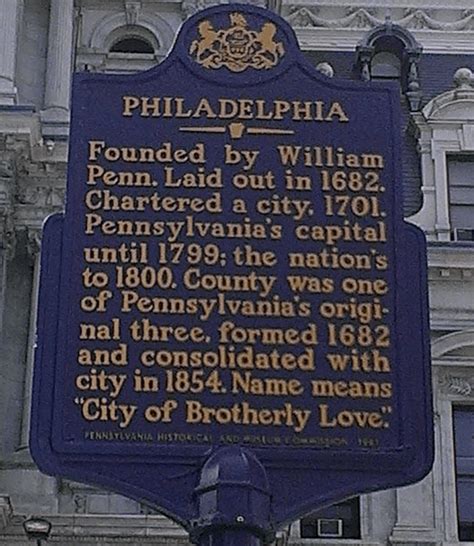 PHILADELPHIA
Founded by William
Penn. Laid out in 1682.
Chartered a city, 1701.
Pennsylvania's capital
until 1799; the nation's
to 1800. County was one
of Pennsylvania's origi-
nal three, formed 1682
and consolidated with
city in 1854. Name means
"City of Brotherly Love."
PENNSYLVANIA HISTORICAL AND MUSEUM COMMISSION